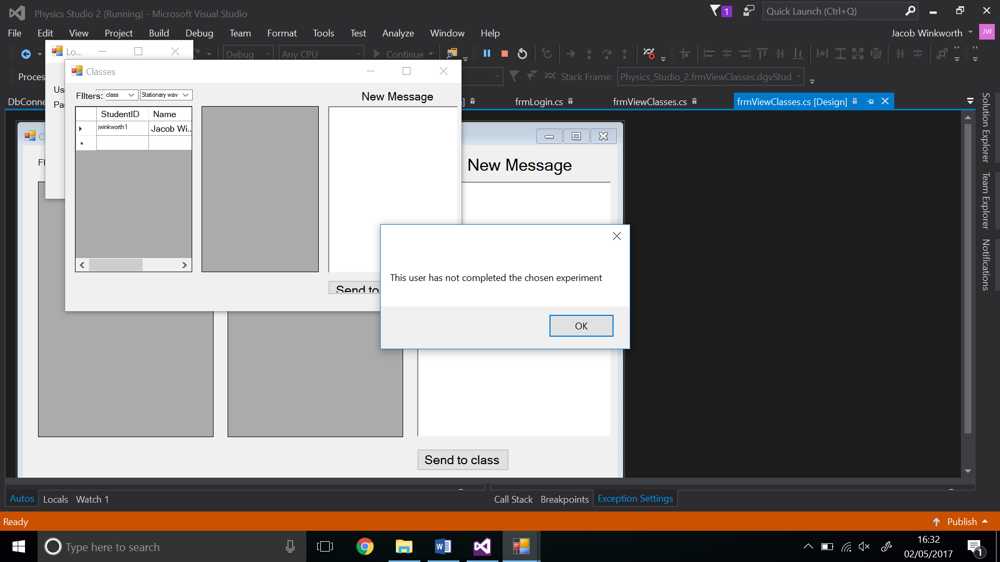 Physics Studio 2 (Running) - Microsoft Visual Studio
1
Quick Launch (Ctrl+Q)
File Edit View Project Build Debug Team Format Tools Test Analyze Window Help
Jacob Winkworth
JW
Lo...
Debug
Any CPU
Continue
Classes
Proces
Stack Frame:
Physics_Studio_2.frmViewClasses.dgvStud
Use
Pas
FIlters:
class
Stationary wav
New Message
DbConne
]
frmLogin.cs
frmViewClasses.cs
frmViewClasses.cs [Design]
StudentID
Name
jwinkworth1
Jacob Wi...
*
C
FI
New Message
Send to
This user has not completed the chosen experiment
OK
Send to class
Solution Explorer
Team Explorer
Notifications
Autos
Locals
Watch 1
Call Stack
Breakpoints
Exception Settings
Ready
Publish
Type here to search
16:32
02/05/2017
1